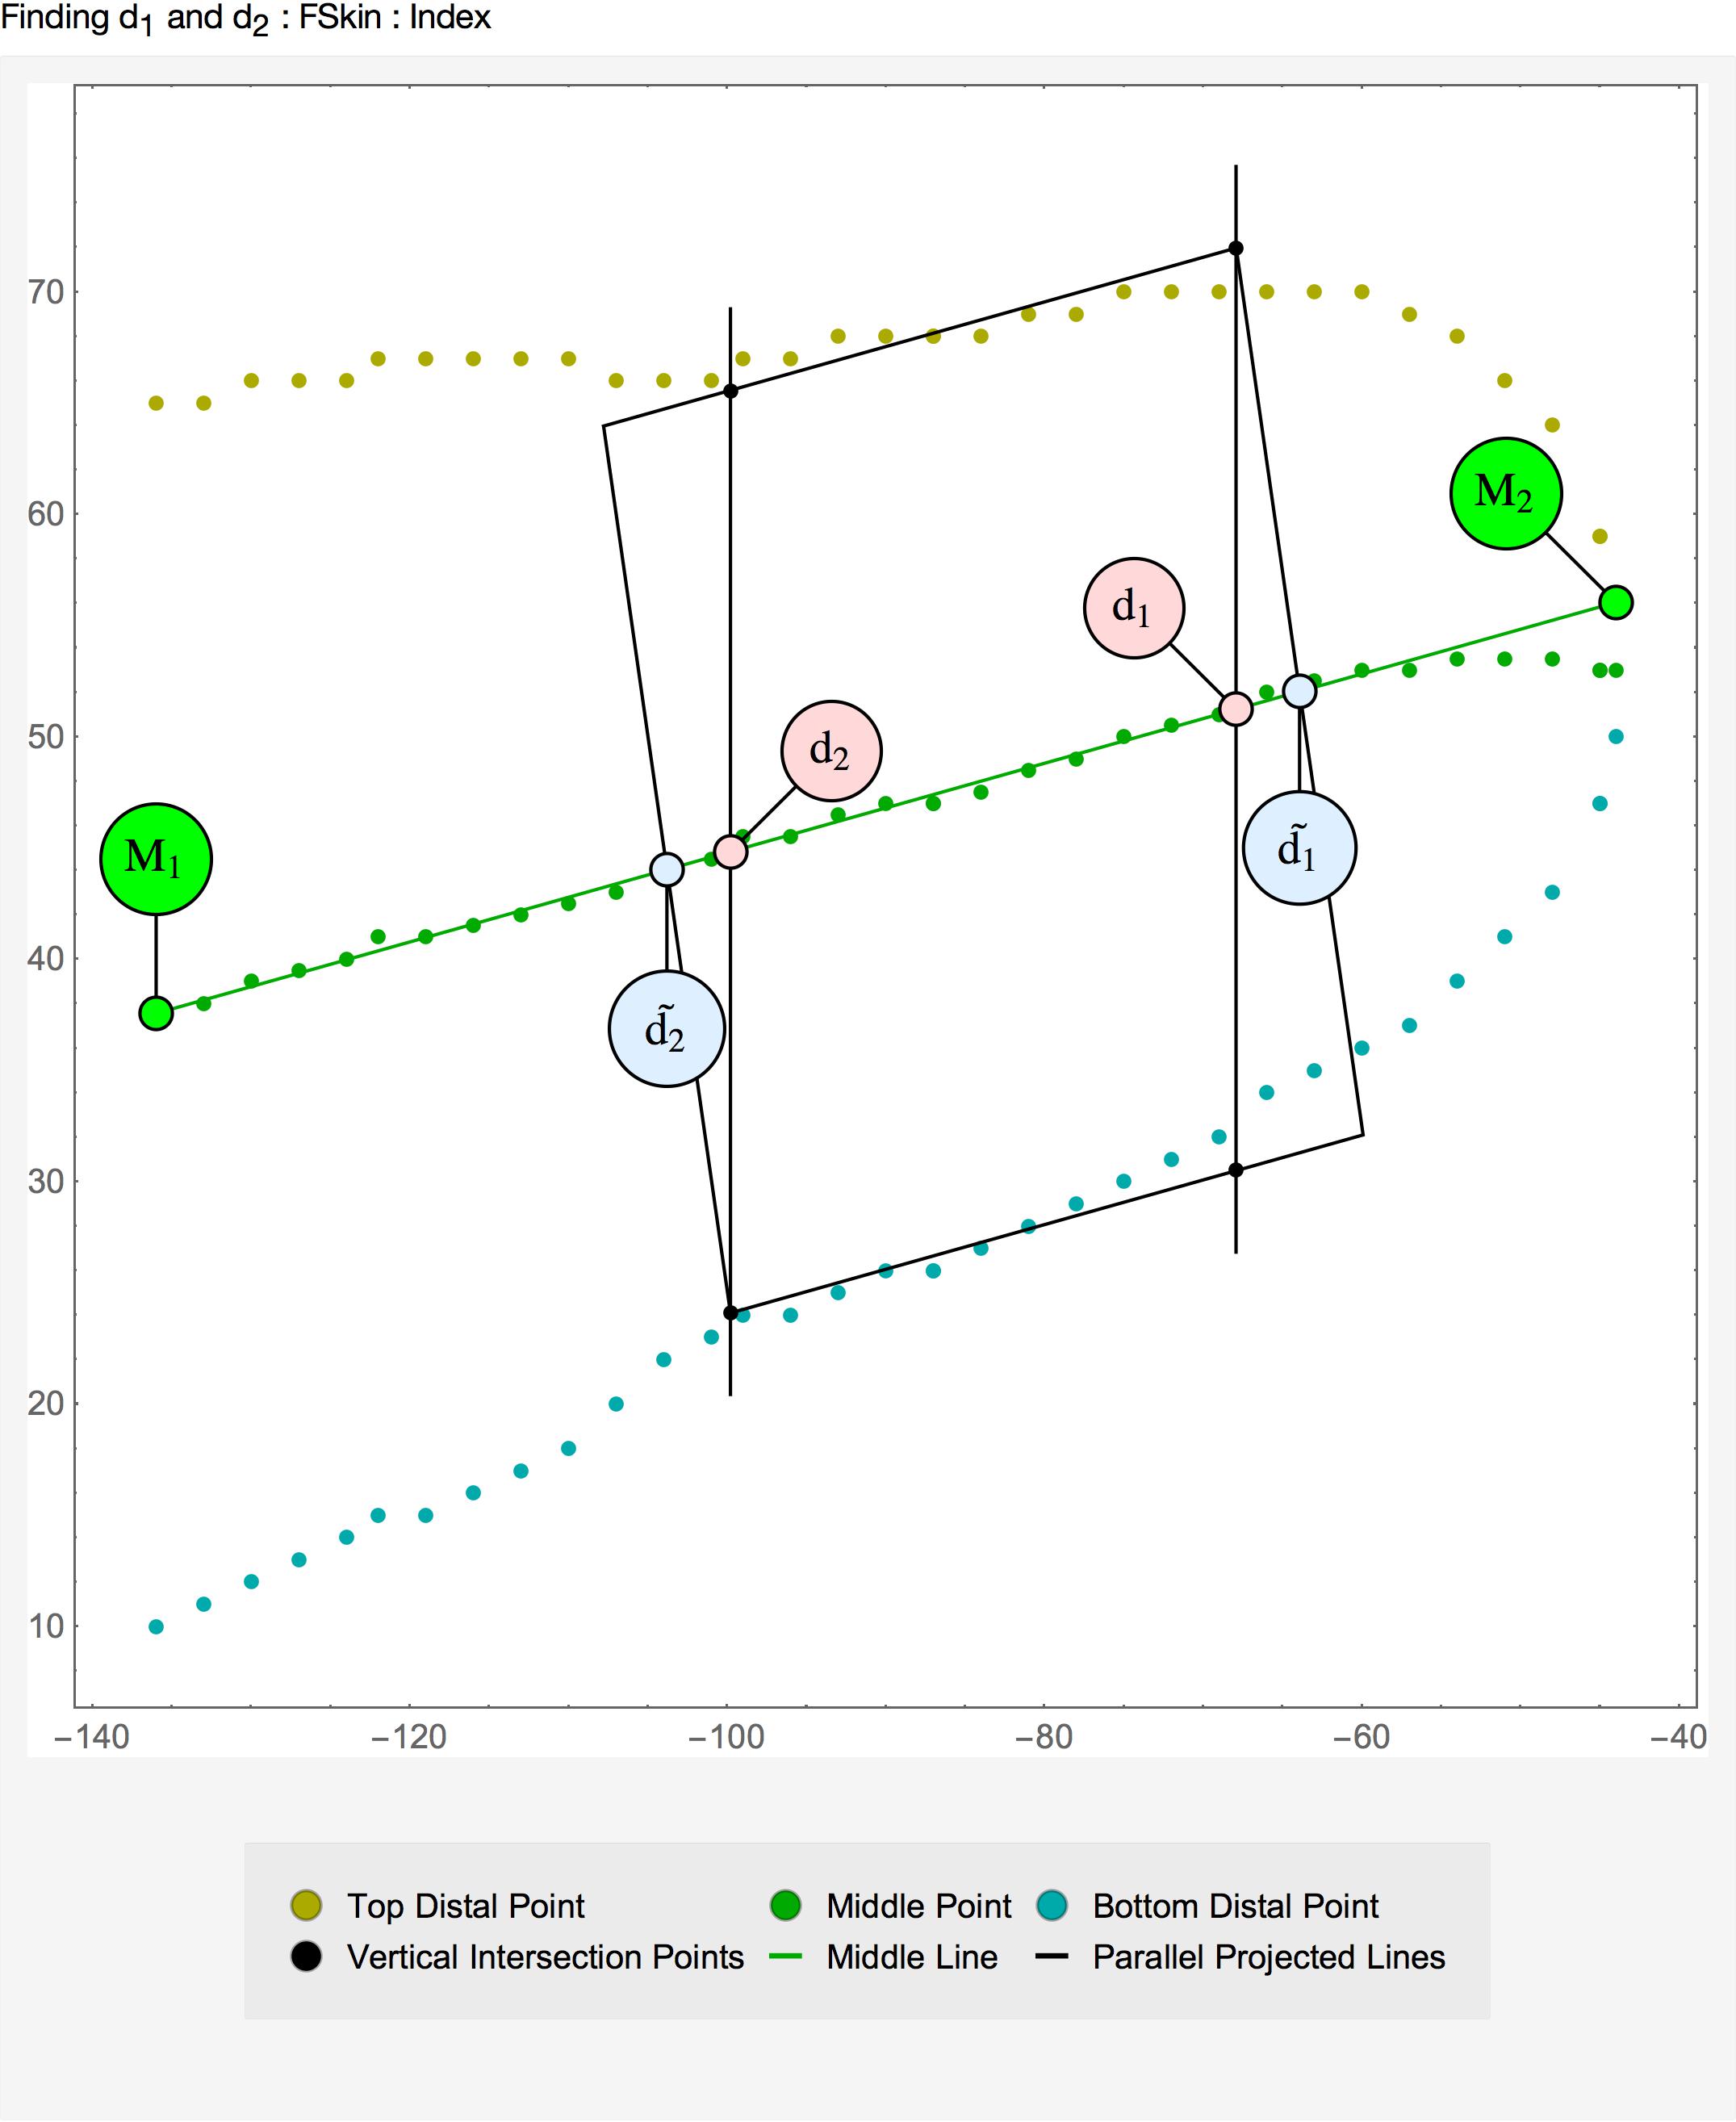 Finding d₁ and d₂ : FSkin : Index
70
60
50
40
30
20
10
M₂
d₁
d₂
M₁
d̃₁
d̃₂
−140 −120 −100 −80 −60 −40
Top Distal Point Middle Point Bottom Distal Point
Vertical Intersection Points Middle Line Parallel Projected Lines